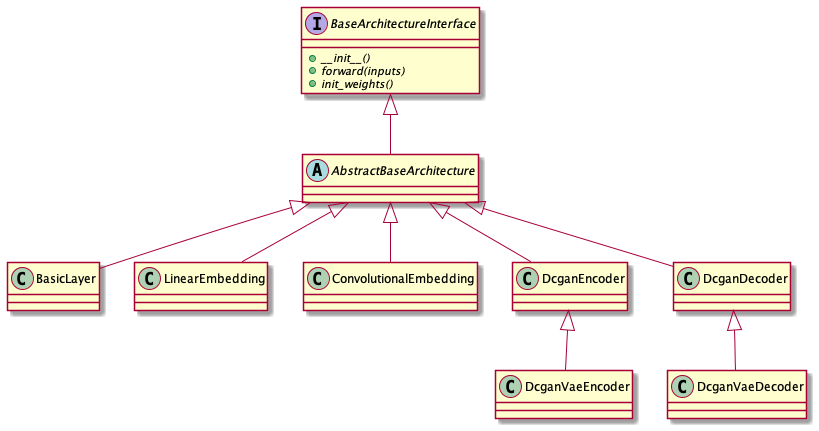 I BaseArchitectureInterface
__init__()
forward(inputs)
init_weights()
A AbstractBaseArchitecture
C BasicLayer
C LinearEmbedding
C ConvolutionalEmbedding
C DcganEncoder
C DcganDecoder
C DcganVaeEncoder
C DcganVaeDecoder